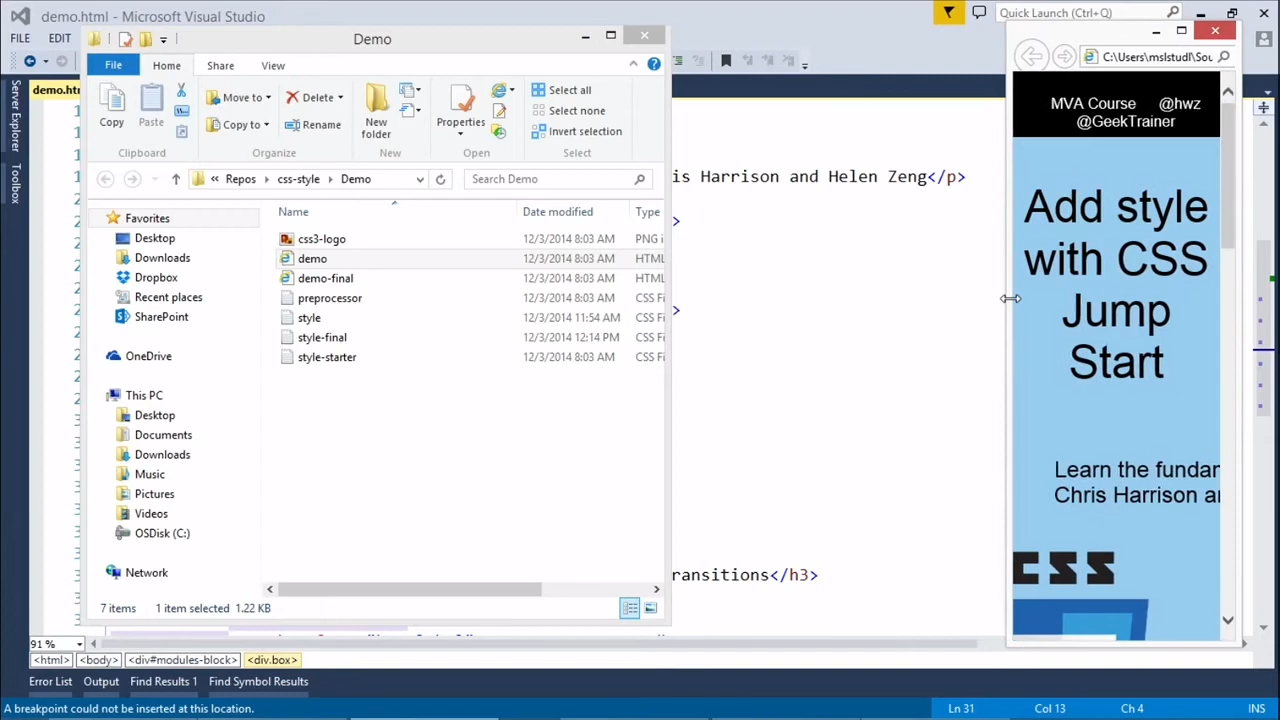 demo.html - Microsoft Visual Studio
Quick Launch (Ctrl+Q)
FILE
EDIT
Demo
File
Home
Share
View
C:\Users\mslstudl\Sou
demo.htm
Server Explorer
Toolbox
Copy
Paste
Move to
Copy to
Delete
Rename
New folder
Properties
Open
Select all
Select none
Invert selection
Clipboard
Organize
New
Open
Select
Repos
css-style
Demo
Search Demo
Name
Date modified
Type
Favorites
Desktop
Downloads
Dropbox
Recent places
SharePoint
OneDrive
This PC
Desktop
Documents
Downloads
Music
Pictures
Videos
OSDisk (C:)
Network
css3-logo 12/3/2014 8:03 AM PNG i
demo 12/3/2014 8:03 AM HTML
demo-final 12/3/2014 8:03 AM HTML
preprocessor 12/3/2014 8:03 AM CSS Fi
style 12/3/2014 11:54 AM CSS Fi
style-final 12/3/2014 12:14 PM CSS Fi
style-starter 12/3/2014 8:03 AM CSS Fi
7 items
1 item selected 1.22 KB
is Harrison and Helen Zeng</p>
>
>
ransitions</h3>
MVA Course @hwz
@GeekTrainer
Add style
with CSS
Jump
Start
Learn the fundan
Chris Harrison an
CSS
91 %
<html>
<body>
<div#modules-block>
<div.box>
Error List
Output
Find Results 1
Find Symbol Results
A breakpoint could not be inserted at this location.
Ln 31
Col 13
Ch 4
INS